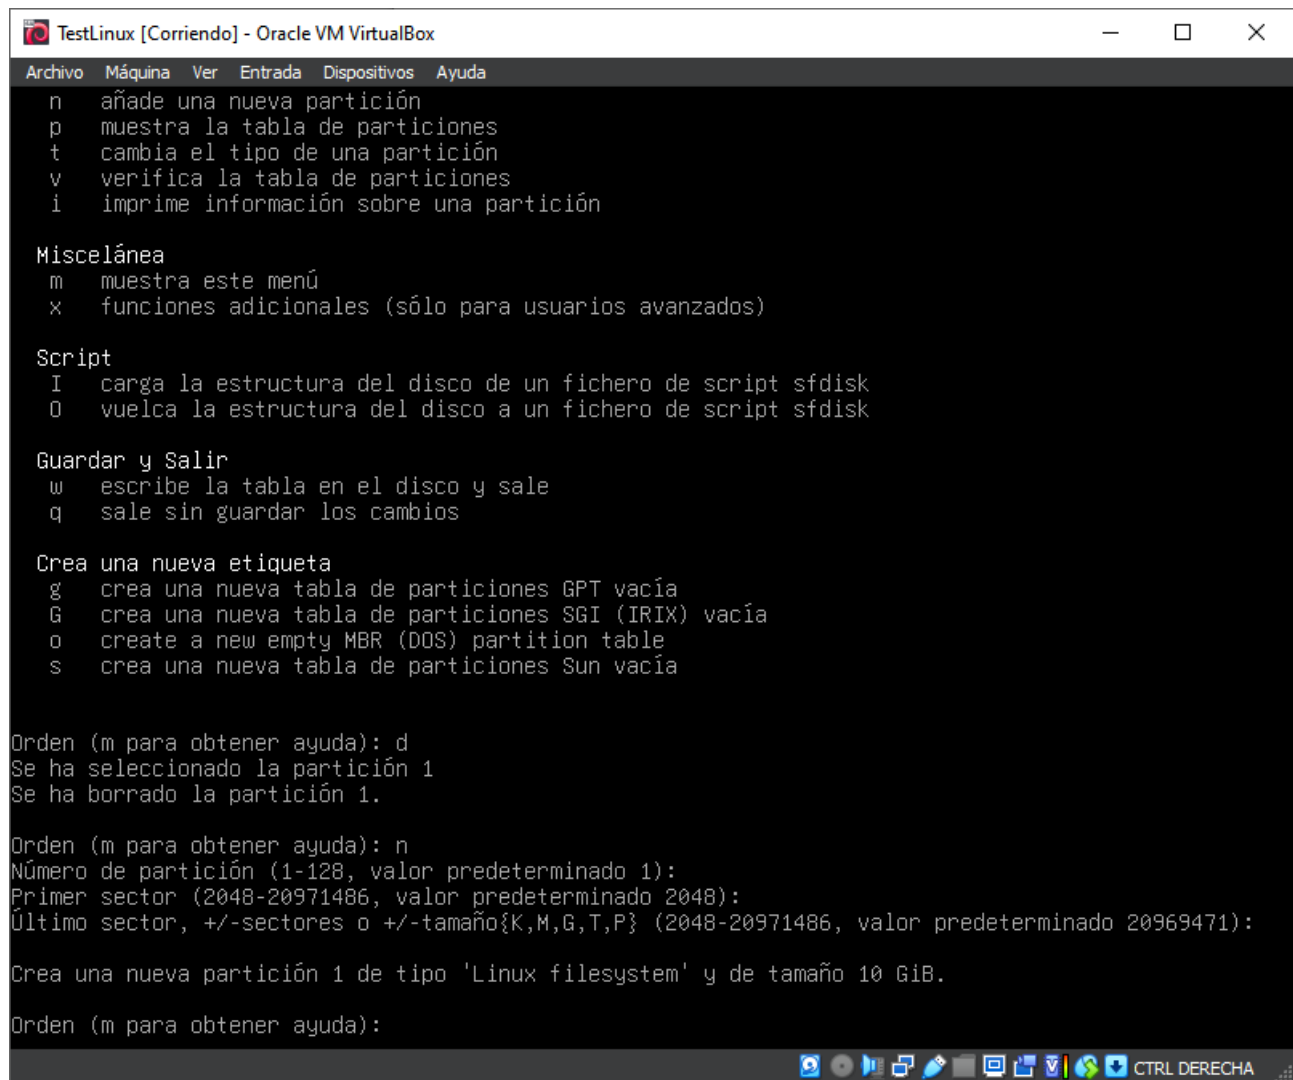 TestLinux [Corriendo] - Oracle VM VirtualBox
Archivo Máquina Ver Entrada Dispositivos Ayuda
n añade una nueva partición
p muestra la tabla de particiones
t cambia el tipo de una partición
v verifica la tabla de particiones
i imprime información sobre una partición
Miscelánea
m muestra este menú
x funciones adicionales (sólo para usuarios avanzados)
Script
I carga la estructura del disco de un fichero de script sfdisk
O vuelca la estructura del disco a un fichero de script sfdisk
Guardar y Salir
w escribe la tabla en el disco y sale
q sale sin guardar los cambios
Crea una nueva etiqueta
g crea una nueva tabla de particiones GPT vacía
G crea una nueva tabla de particiones SGI (IRIX) vacía
o create a new empty MBR (DOS) partition table
s crea una nueva tabla de particiones Sun vacía
Orden (m para obtener ayuda): d
Se ha seleccionado la partición 1
Se ha borrado la partición 1.
Orden (m para obtener ayuda): n
Número de partición (1-128, valor predeterminado 1):
Primer sector (2048-20971486, valor predeterminado 2048):
Último sector, +/-sectores o +/-tamaño{K,M,G,T,P} (2048-20971486, valor predeterminado 20969471):
Crea una nueva partición 1 de tipo 'Linux filesystem' y de tamaño 10 GiB.
Orden (m para obtener ayuda):
CTRL DERECHA